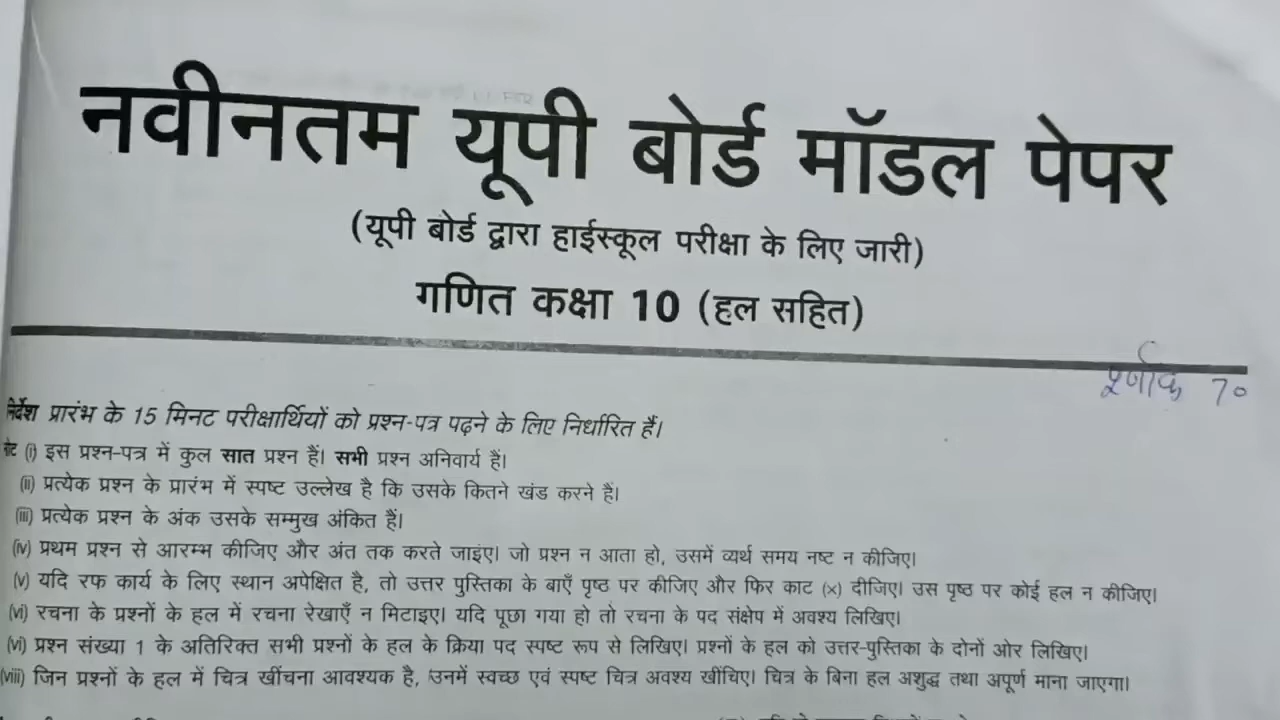 नवीनतम यूपी बोर्ड मॉडल पेपर
(यूपी बोर्ड द्वारा हाईस्कूल परीक्षा के लिए जारी)
गणित कक्षा 10 (हल सहित)
पूर्णांक 70
निर्देश प्रारंभ के 15 मिनट परीक्षार्थियों को प्रश्न-पत्र पढ़ने के लिए निर्धारित हैं।
नोट (i) इस प्रश्न-पत्र में कुल सात प्रश्न हैं। सभी प्रश्न अनिवार्य हैं।
(ii) प्रत्येक प्रश्न के प्रारंभ में स्पष्ट उल्लेख है कि उसके कितने खंड करने हैं।
(iii) प्रत्येक प्रश्न के अंक उसके सम्मुख अंकित हैं।
(iv) प्रथम प्रश्न से आरम्भ कीजिए और अंत तक करते जाइंए। जो प्रश्न न आता हो, उसमें व्यर्थ समय नष्ट न कीजिए।
(v) यदि रफ कार्य के लिए स्थान अपेक्षित है, तो उत्तर पुस्तिका के बाएँ पृष्ठ पर कीजिए और फिर काट (×) दीजिए। उस पृष्ठ पर कोई हल न कीजिए।
(vi) रचना के प्रश्नों के हल में रचना रेखाएँ न मिटाइए। यदि पूछा गया हो तो रचना के पद संक्षेप में अवश्य लिखिए।
(vi) प्रश्न संख्या 1 के अतिरिक्त सभी प्रश्नों के हल के क्रिया पद स्पष्ट रूप से लिखिए। प्रश्नों के हल को उत्तर-पुस्तिका के दोनों ओर लिखिए।
(viii) जिन प्रश्नों के हल में चित्र खींचना आवश्यक है, उनमें स्वच्छ एवं स्पष्ट चित्र अवश्य खींचिए। चित्र के बिना हल अशुद्ध तथा अपूर्ण माना जाएगा।